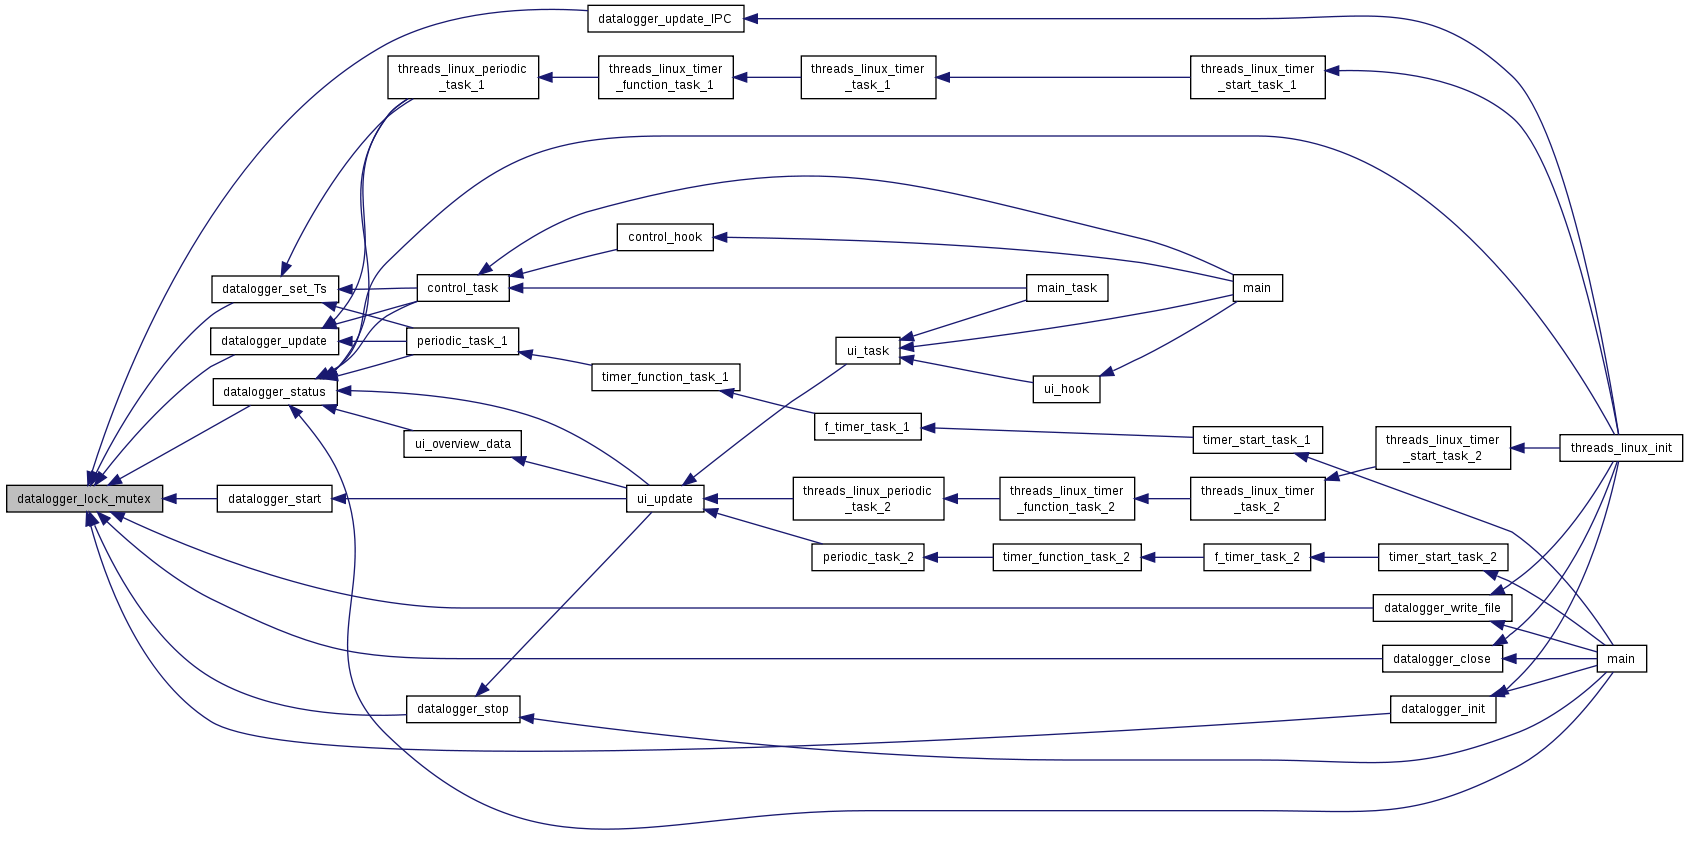 datalogger_update_IPC
threads_linux_periodic
_task_1
threads_linux_timer
_function_task_1
threads_linux_timer
_task_1
threads_linux_timer
_start_task_1
control_hook
datalogger_set_Ts
control_task
main_task
main
datalogger_update
periodic_task_1
ui_task
timer_function_task_1
datalogger_status
ui_hook
f_timer_task_1
ui_overview_data
timer_start_task_1
threads_linux_timer
_start_task_2
threads_linux_init
datalogger_lock_mutex
datalogger_start
ui_update
threads_linux_periodic
_task_2
threads_linux_timer
_function_task_2
threads_linux_timer
_task_2
periodic_task_2
timer_function_task_2
f_timer_task_2
timer_start_task_2
datalogger_write_file
datalogger_close
main
datalogger_stop
datalogger_init